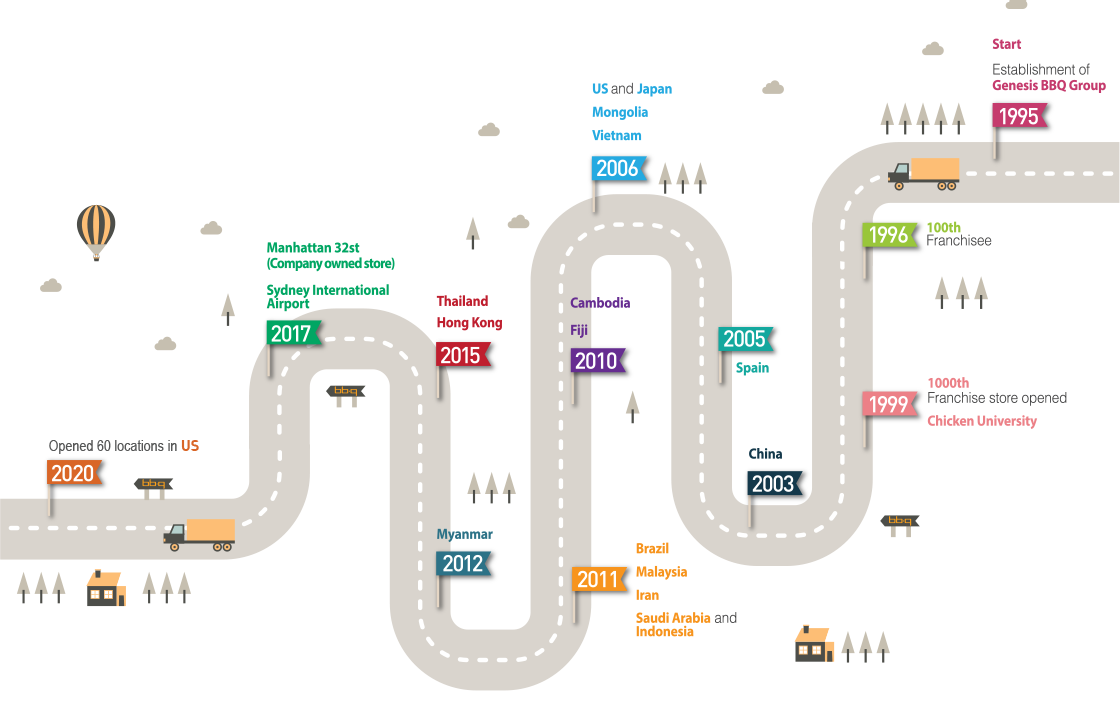 Start
Establishment of
Genesis BBQ Group
1995
1996
100th
Franchisee
1999
1000th
Franchise store opened
Chicken University
China
2003
2005
Spain
US and Japan
Mongolia
Vietnam
2006
Cambodia
Fiji
2010
2011
Brazil
Malaysia
Iran
Saudi Arabia and
Indonesia
Myanmar
2012
Thailand
Hong Kong
2015
Manhattan 32st
(Company owned store)
Sydney International
Airport
2017
Opened 60 locations in US
2020
bbq
bbq
bbq